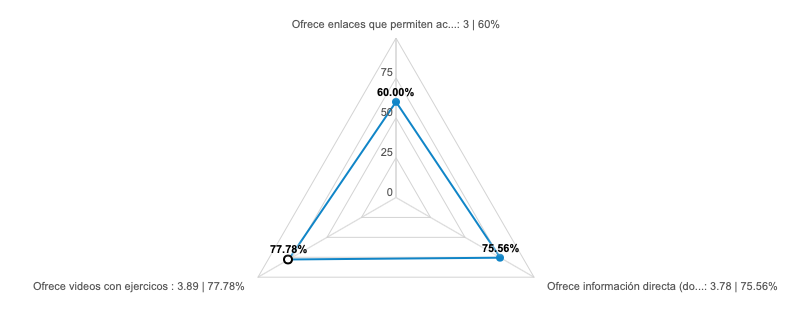 Ofrece enlaces que permiten ac...: 3 | 60%
75
60.00%
50
25
0
77.78%
75.56%
Ofrece videos con ejercicos : 3.89 | 77.78%
Ofrece información directa (do...: 3.78 | 75.56%